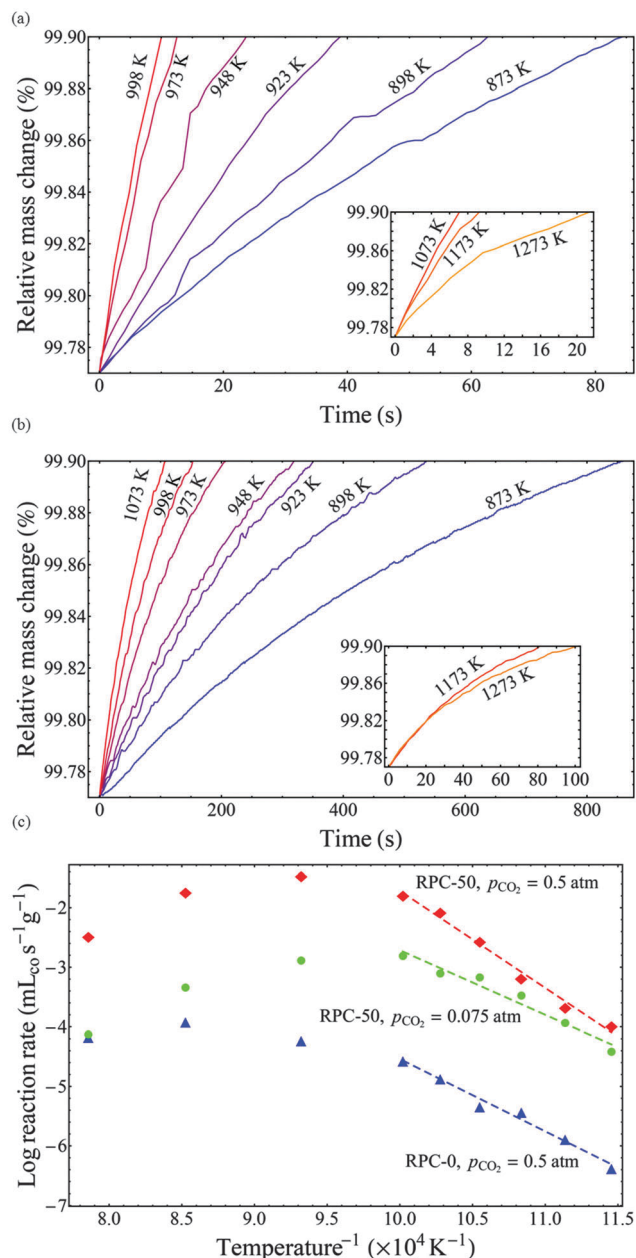 (a)
99.90
99.88
99.86
99.84
99.82
99.80
99.78
Relative mass change (%)
998 K
973 K
948 K
923 K
898 K
873 K
99.90
99.86
99.82
99.78
1073 K
1173 K
1273 K
0 4 8 12 16 20
0 20 40 60 80
Time (s)
(b)
99.90
99.88
99.86
99.84
99.82
99.80
99.78
Relative mass change (%)
1073 K
998 K
973 K
948 K
923 K
898 K
873 K
99.90
99.86
99.82
99.78
1173 K
1273 K
0 20 40 60 80 100
0 200 400 600 800
Time (s)
(c)
-2
-3
-4
-5
-6
-7
Log reaction rate (mLco s⁻¹g⁻¹)
RPC-50, pCO₂ = 0.5 atm
RPC-50, pCO₂ = 0.075 atm
RPC-0, pCO₂ = 0.5 atm
8.0 8.5 9.0 9.5 10.0 10.5 11.0 11.5
Temperature⁻¹ (×10⁴ K⁻¹)